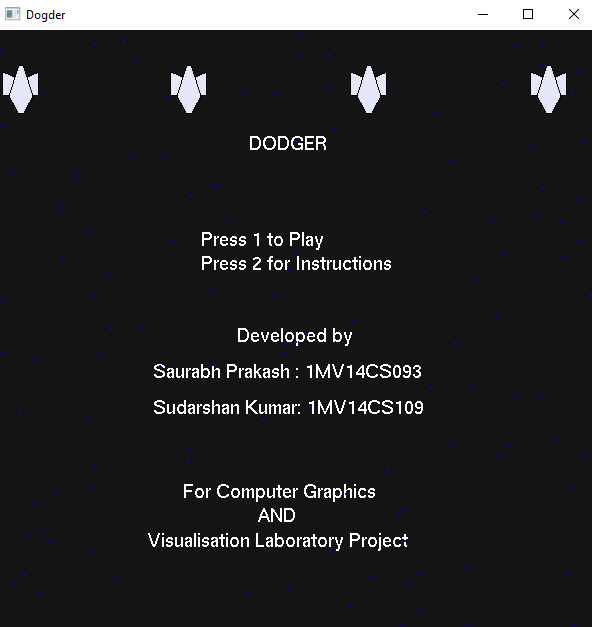 Dogder
DODGER
Press 1 to Play
Press 2 for Instructions
Developed by
Saurabh Prakash : 1MV14CS093
Sudarshan Kumar: 1MV14CS109
For Computer Graphics
AND
Visualisation Laboratory Project